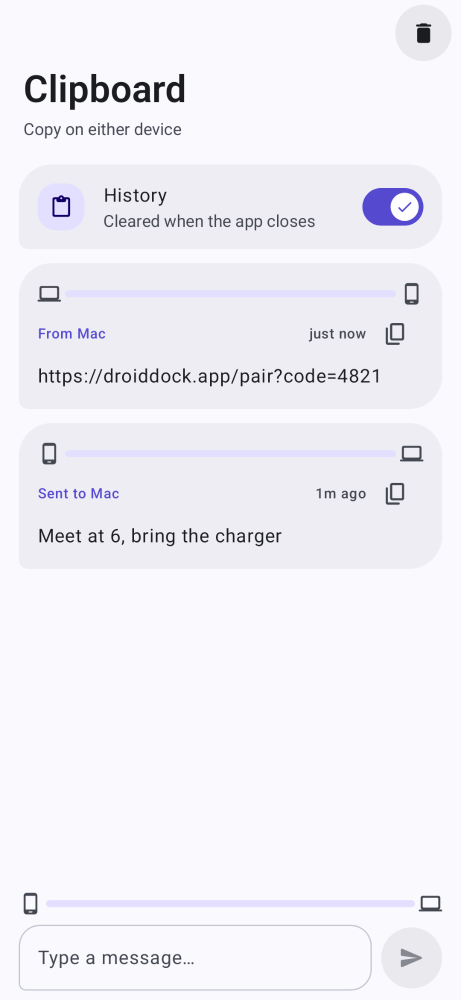 Clipboard
Copy on either device
History
Cleared when the app closes
From Mac
just now
https://droiddock.app/pair?code=4821
Sent to Mac
1m ago
Meet at 6, bring the charger
Type a message…